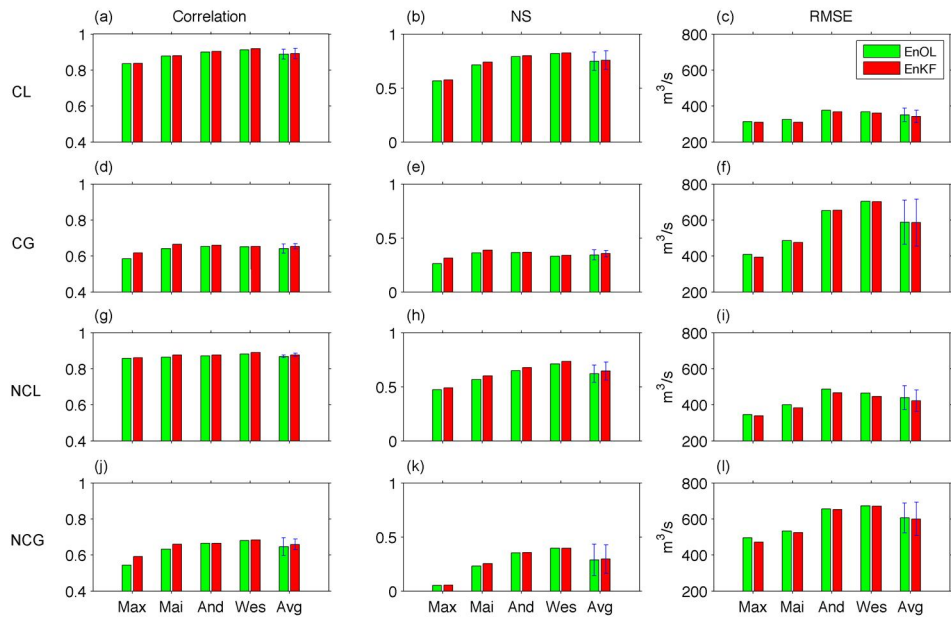 (a) Correlation
(b) NS
(c) RMSE
CL
1
0.8
0.6
0.4
1
0.5
0
800
600
400
200
m³/s
EnOL
EnKF
(d)
(e)
(f)
CG
1
0.8
0.6
0.4
1
0.5
0
800
600
400
200
m³/s
(g)
(h)
(i)
NCL
1
0.8
0.6
0.4
1
0.5
0
800
600
400
200
m³/s
(j)
(k)
(l)
NCG
1
0.8
0.6
0.4
1
0.5
0
800
600
400
200
m³/s
Max Mai And Wes Avg
Max Mai And Wes Avg
Max Mai And Wes Avg